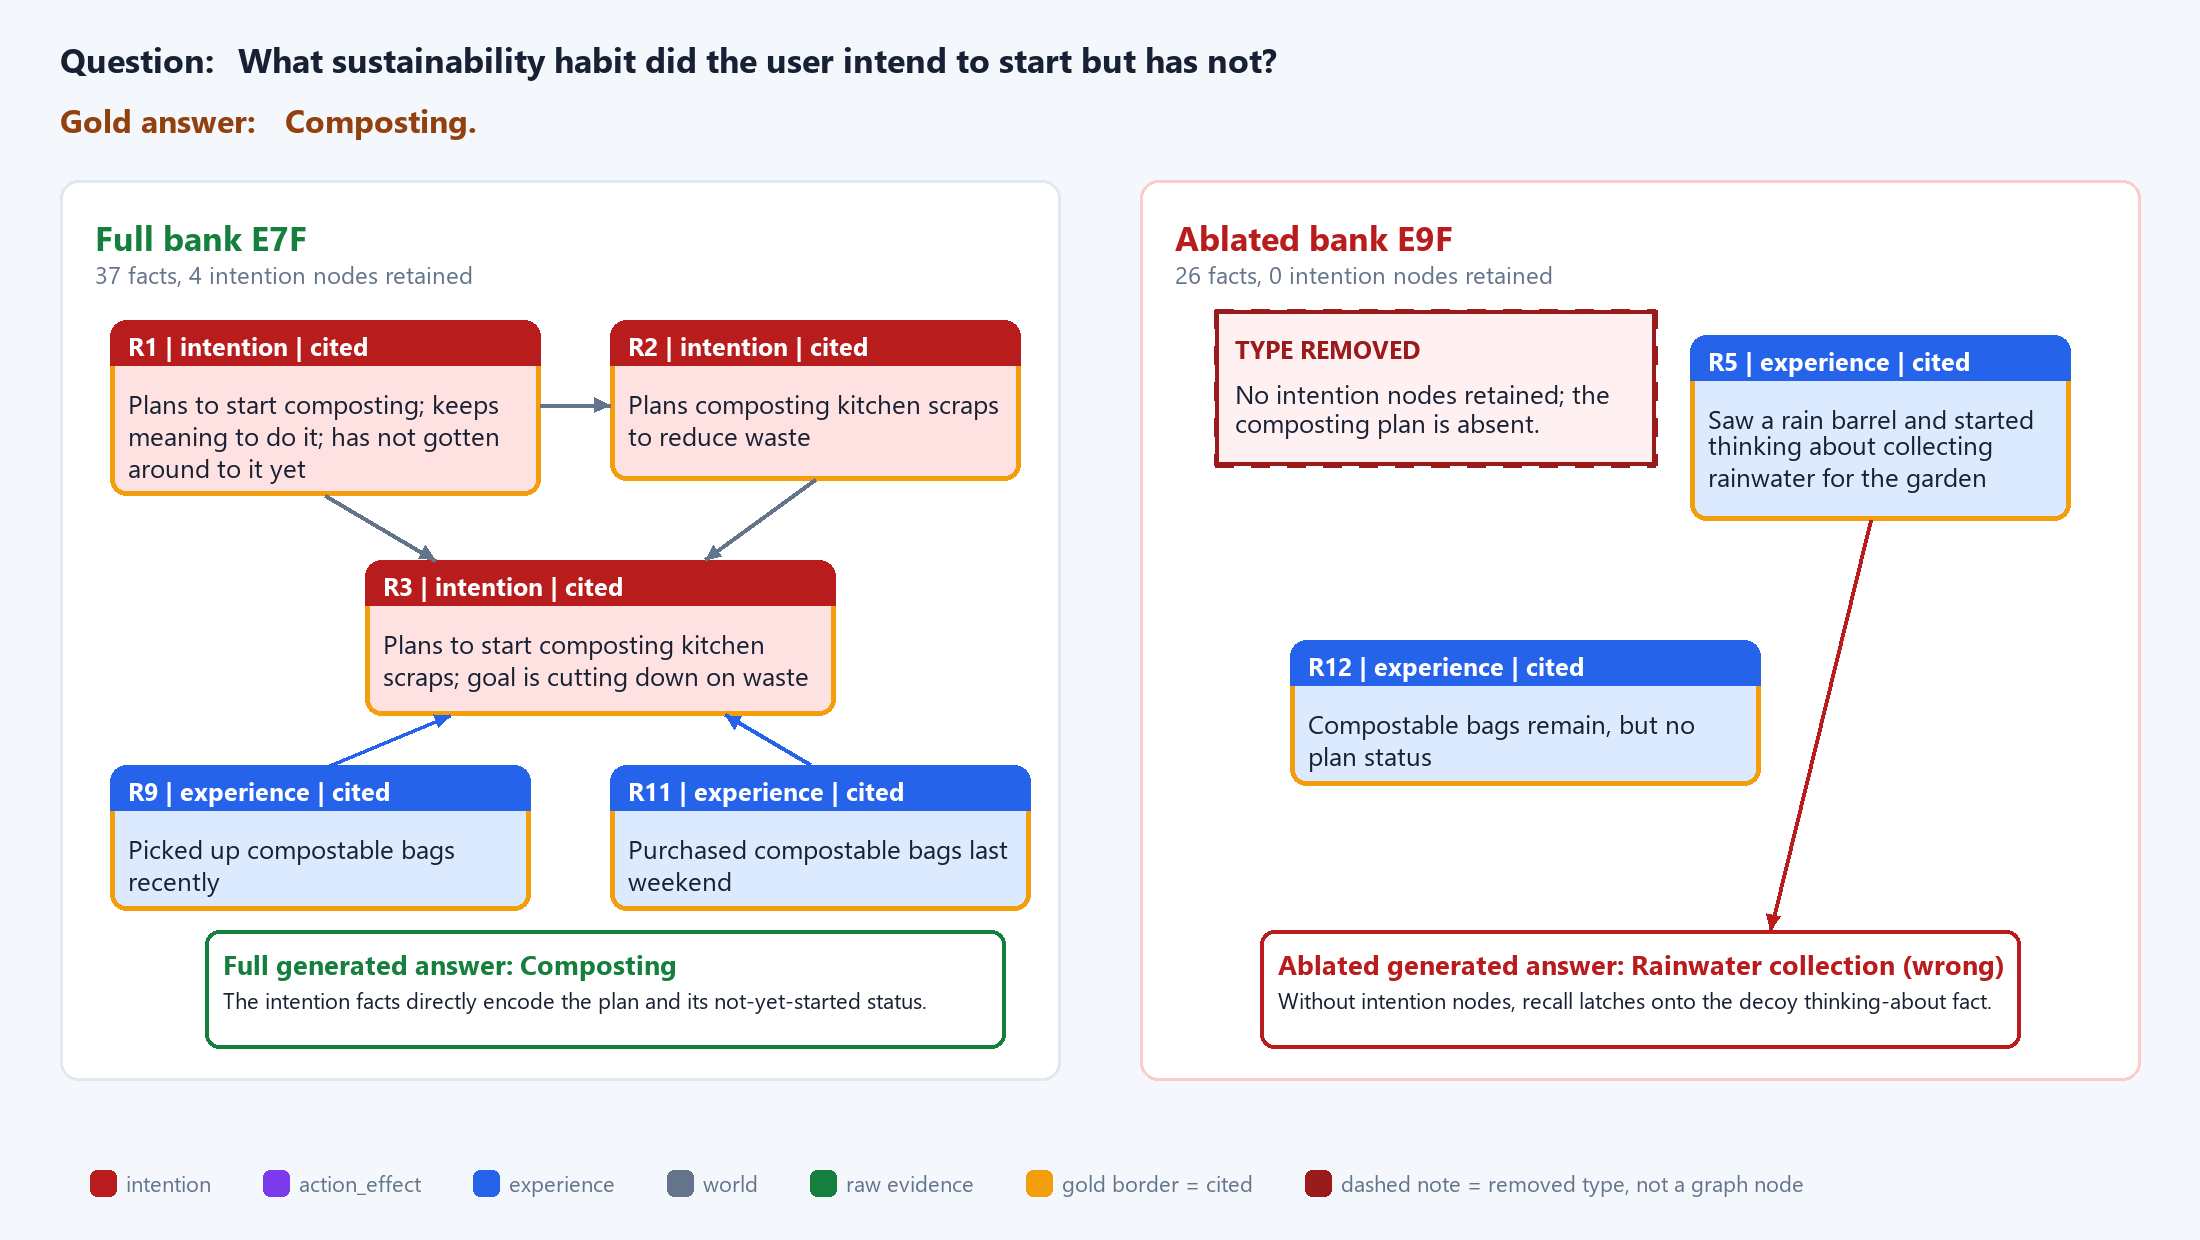 Question: What sustainability habit did the user intend to start but has not?
Gold answer: Composting.
Full bank E7F
37 facts, 4 intention nodes retained
R1 | intention | cited
Plans to start composting; keeps
meaning to do it; has not gotten
around to it yet
R2 | intention | cited
Plans composting kitchen scraps
to reduce waste
R3 | intention | cited
Plans to start composting kitchen
scraps; goal is cutting down on waste
R9 | experience | cited
Picked up compostable bags
recently
R11 | experience | cited
Purchased compostable bags last
weekend
Full generated answer: Composting
The intention facts directly encode the plan and its not-yet-started status.
Ablated bank E9F
26 facts, 0 intention nodes retained
TYPE REMOVED
No intention nodes retained; the
composting plan is absent.
R5 | experience | cited
Saw a rain barrel and started
thinking about collecting
rainwater for the garden
R12 | experience | cited
Compostable bags remain, but no
plan status
Ablated generated answer: Rainwater collection (wrong)
Without intention nodes, recall latches onto the decoy thinking-about fact.
intention
action_effect
experience
world
raw evidence
gold border = cited
dashed note = removed type, not a graph node